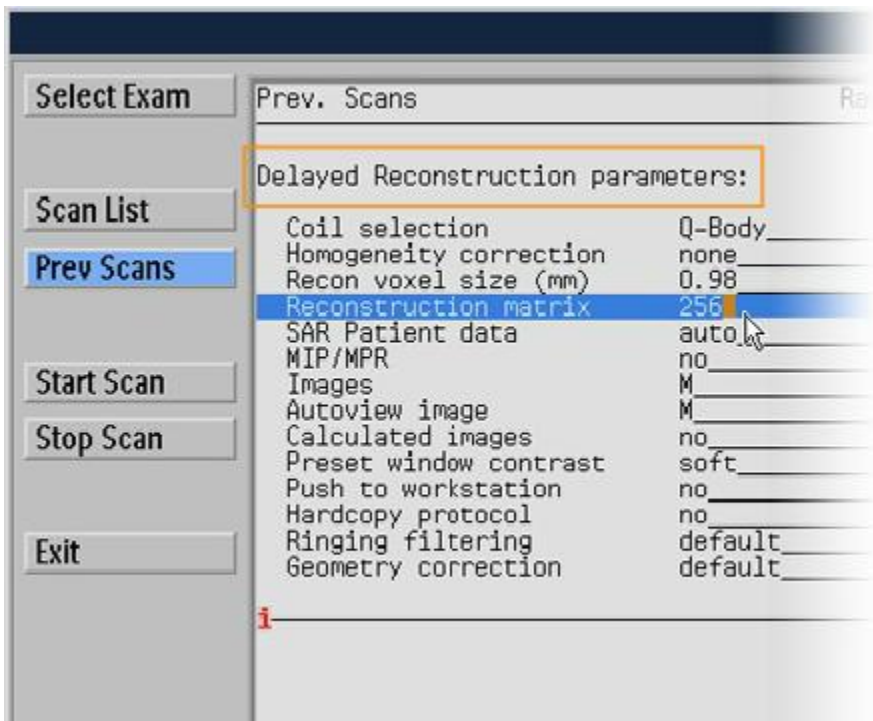 Select Exam
Scan List
Prev Scans
Start Scan
Stop Scan
Exit
Prev. Scans
Delayed Reconstruction parameters:
Coil selection Q-Body
Homogeneity correction none
Recon voxel size (mm) 0.98
Reconstruction matrix 256
SAR Patient data auto
MIP/MPR no
Images M
Autoview image M
Calculated images no
Preset window contrast soft
Push to workstation no
Hardcopy protocol no
Ringing filtering default
Geometry correction default
i